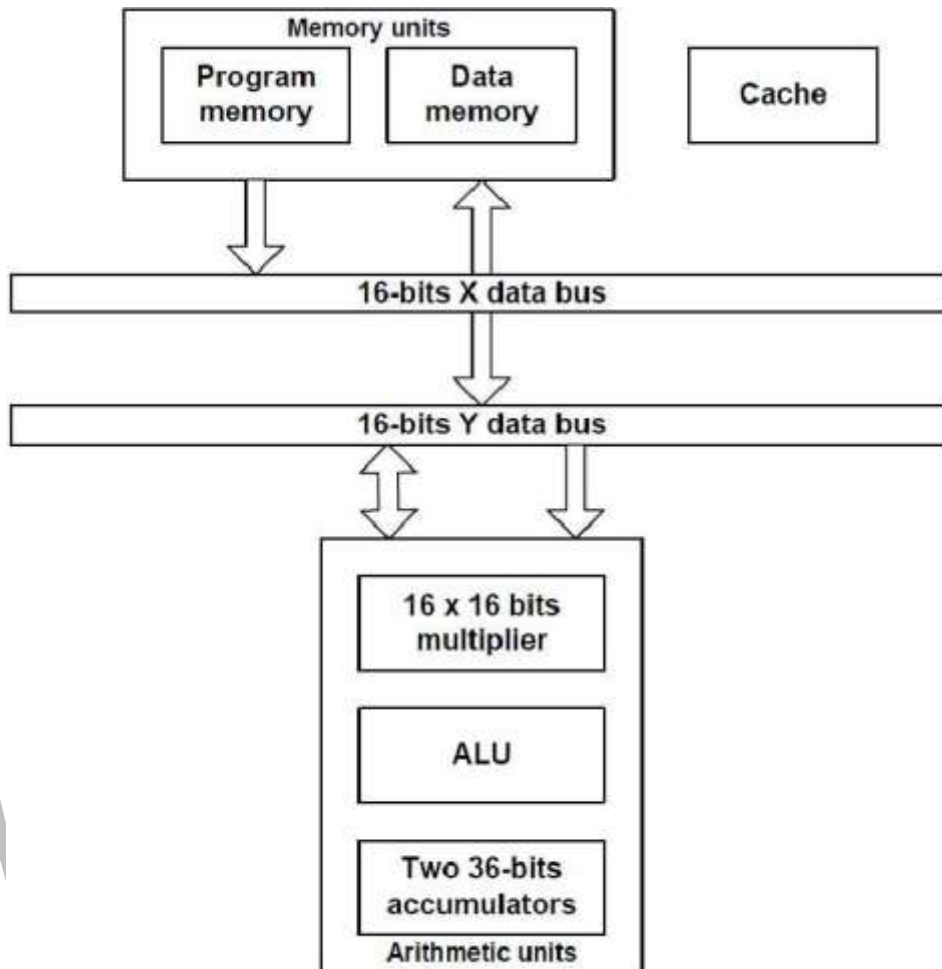 Memory units
Program
memory
Data
memory
Cache
16-bits X data bus
16-bits Y data bus
16 x 16 bits
multiplier
ALU
Two 36-bits
accumulators
Arithmetic units